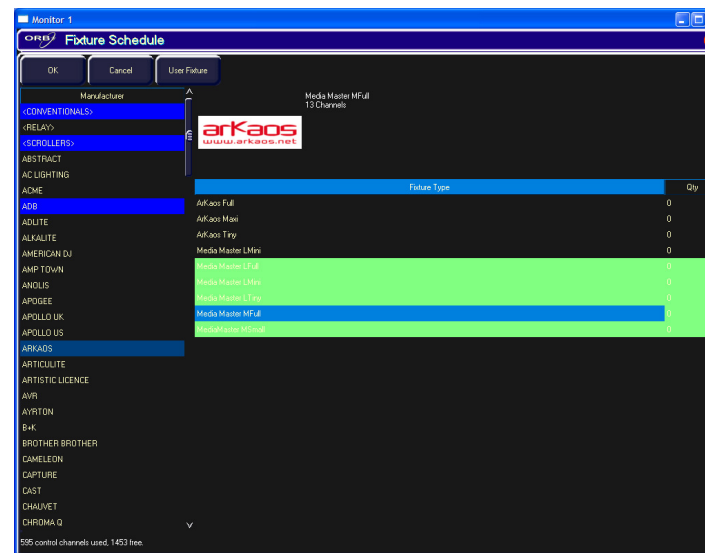 Monitor 1
ORB Fixture Schedule
OK Cancel User Fixture
Manufacturer
<CONVENTIONALS>
<RELAY>
<SCROLLERS>
ABSTRACT
AC LIGHTING
ACME
ADB
ADLITE
ALKALITE
AMERICAN DJ
AMP TOWN
ANOLIS
APOGEE
APOLLO UK
APOLLO US
ARKAOS
ARTICULITE
ARTISTIC LICENCE
AVR
AYRTON
B+K
BROTHER BROTHER
CAMELEON
CAPTURE
CAST
CHAUVET
CHROMA Q
Media Master MFull
13 Channels
arKaos
www.arkaos.net
Fixture Type Qty
ArKaos Full 0
ArKaos Maxi 0
ArKaos Tiny 0
Media Master LMini 0
Media Master LFull 0
Media Master LMini 0
Media Master LTiny 0
Media Master MFull 0
MediaMaster MSmall 0
595 control channels used, 1453 free.